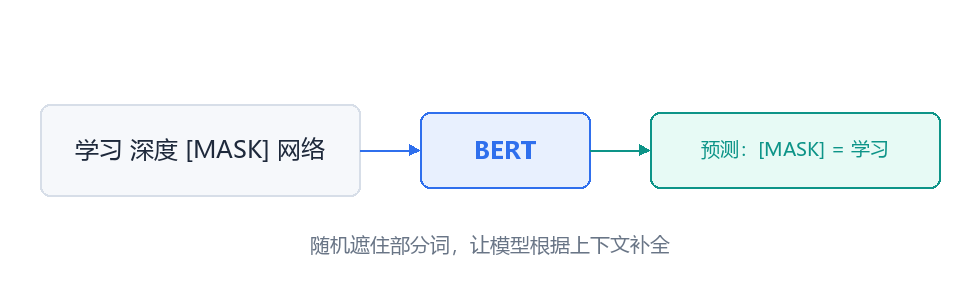 学习 深度 [MASK] 网络
BERT
预测：[MASK] = 学习
随机遮住部分词，让模型根据上下文补全